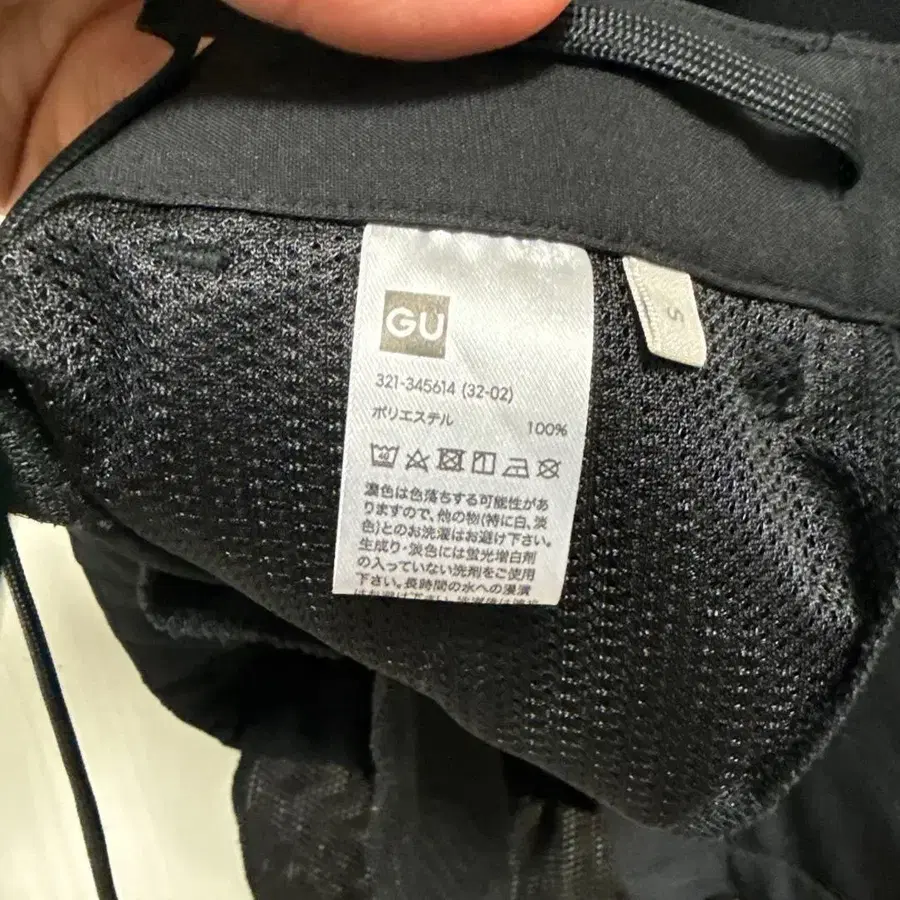 GU
S
321-345614 (32-02)
ポリエステル 100%
40
濃色は色落ちする可能性があ
りますので、他の物(特に白、淡
色)とのお洗濯はお避け下さい。
生成り・淡色には蛍光増白剤
の入っていない洗剤をご使用
下さい。長時間の水への浸漬